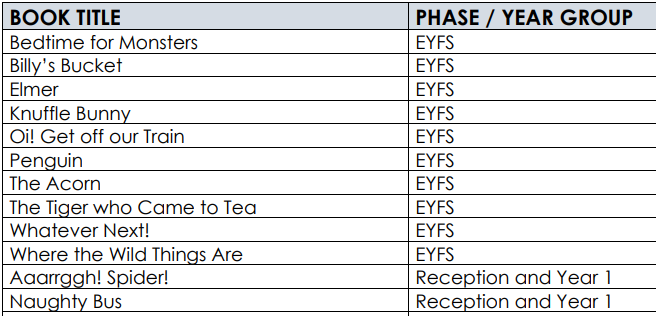 BOOK TITLE PHASE / YEAR GROUP
Bedtime for Monsters EYFS
Billy’s Bucket EYFS
Elmer EYFS
Knuffle Bunny EYFS
Oi! Get off our Train EYFS
Penguin EYFS
The Acorn EYFS
The Tiger who Came to Tea EYFS
Whatever Next! EYFS
Where the Wild Things Are EYFS
Aaarrggh! Spider! Reception and Year 1
Naughty Bus Reception and Year 1